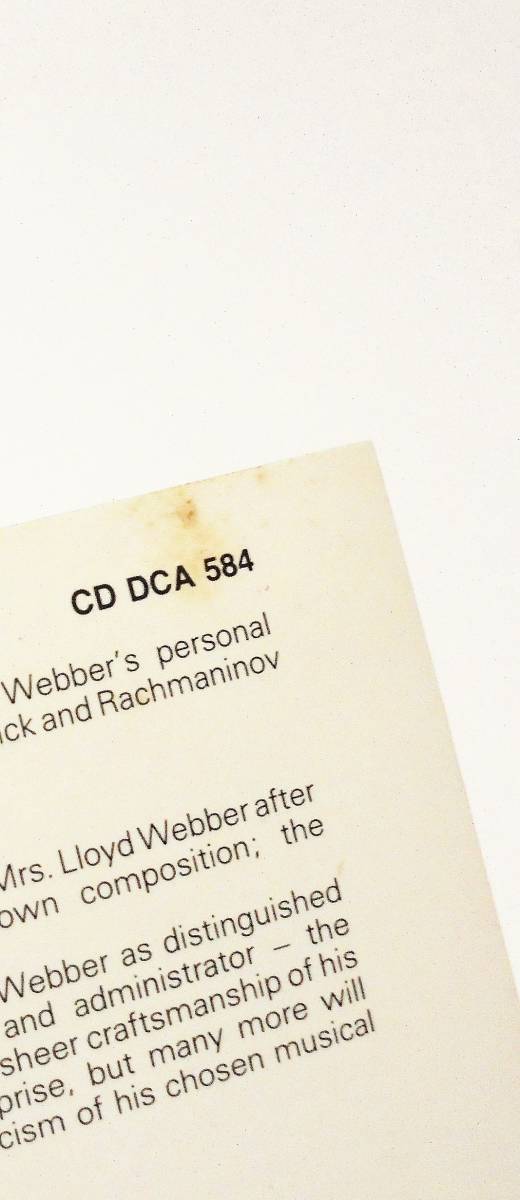 CD DCA 584
Webber's personal
ick and Rachmaninov
Mrs. Lloyd Webber after
own composition; the
Webber as distinguished
and administrator – the
sheer craftsmanship of his
prise, but many more will
cism of his chosen musical